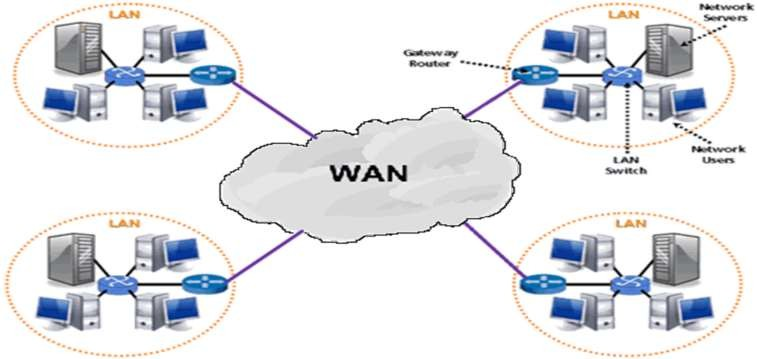 LAN
LAN
Network
Servers
Gateway
Router
WAN
LAN
Switch
Network
Users
LAN
LAN